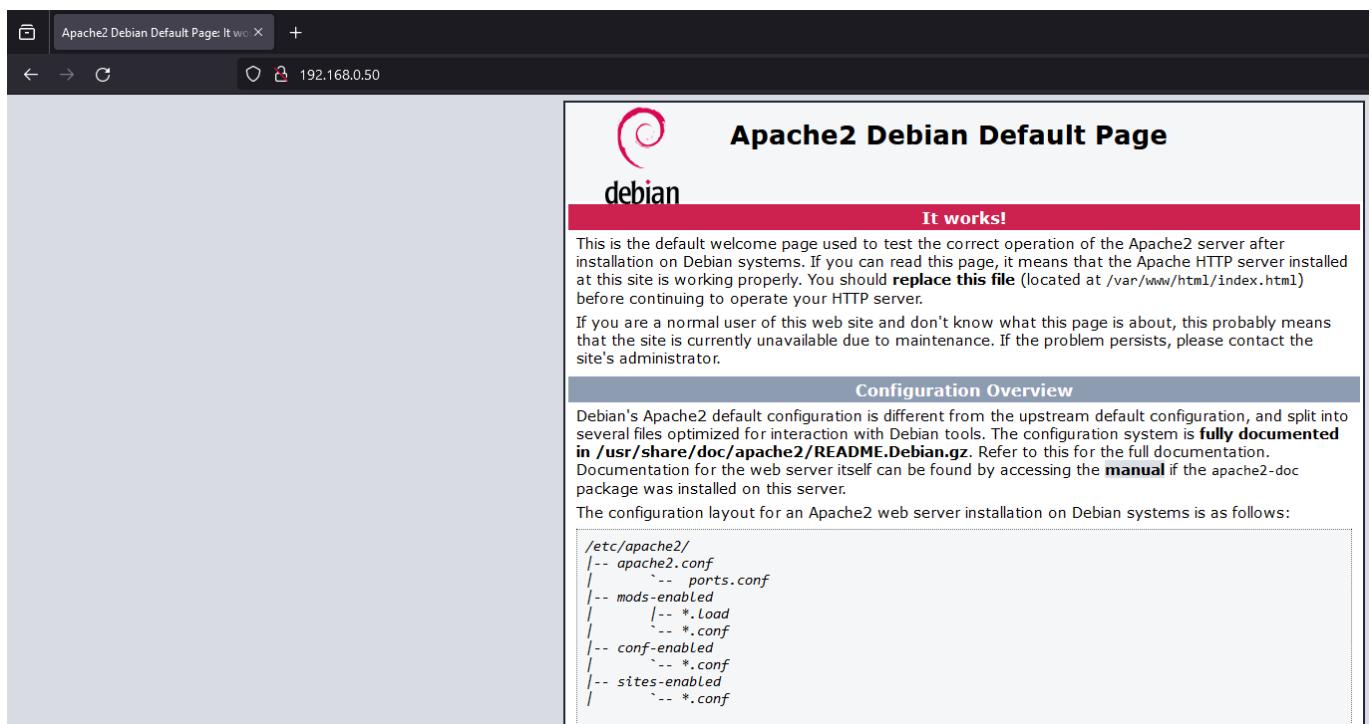 Apache2 Debian Default Page: It wo
192.168.0.50
debian
Apache2 Debian Default Page
It works!
This is the default welcome page used to test the correct operation of the Apache2 server after
installation on Debian systems. If you can read this page, it means that the Apache HTTP server installed
at this site is working properly. You should replace this file (located at /var/www/html/index.html)
before continuing to operate your HTTP server.
If you are a normal user of this web site and don't know what this page is about, this probably means
that the site is currently unavailable due to maintenance. If the problem persists, please contact the
site's administrator.
Configuration Overview
Debian's Apache2 default configuration is different from the upstream default configuration, and split into
several files optimized for interaction with Debian tools. The configuration system is fully documented
in /usr/share/doc/apache2/README.Debian.gz. Refer to this for the full documentation.
Documentation for the web server itself can be found by accessing the manual if the apache2-doc
package was installed on this server.
The configuration layout for an Apache2 web server installation on Debian systems is as follows:
/etc/apache2/
|-- apache2.conf
|       `--  ports.conf
|-- mods-enabled
|       |-- *.load
|       `-- *.conf
|-- conf-enabled
|       `-- *.conf
|-- sites-enabled
|       `-- *.conf